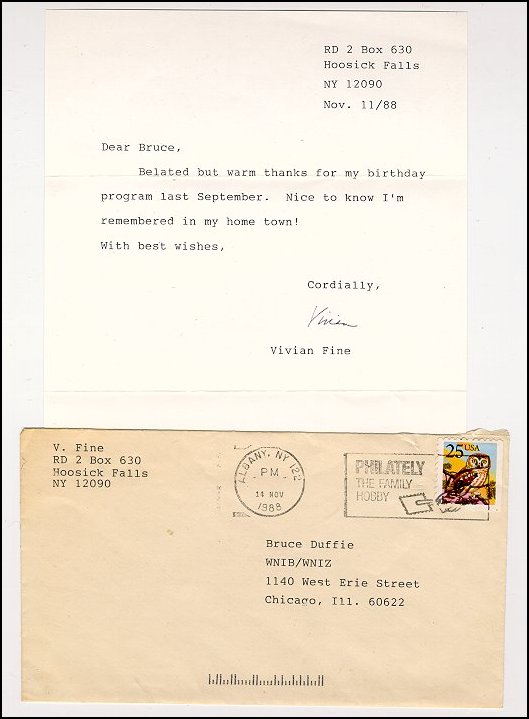 RD 2 Box 630
Hoosick Falls
NY 12090
Nov. 11/88
Dear Bruce,
Belated but warm thanks for my birthday
program last September. Nice to know I'm
remembered in my home town!
With best wishes,
Cordially,
Vivian
Vivian Fine
V. Fine
RD 2 Box 630
Hoosick Falls
NY 12090
ALBANY, NY 122
PM
14 NOV
1988
PHILATELY
THE FAMILY
HOBBY
25 USA
Bruce Duffie
WNIB/WNIZ
1140 West Erie Street
Chicago, Ill. 60622